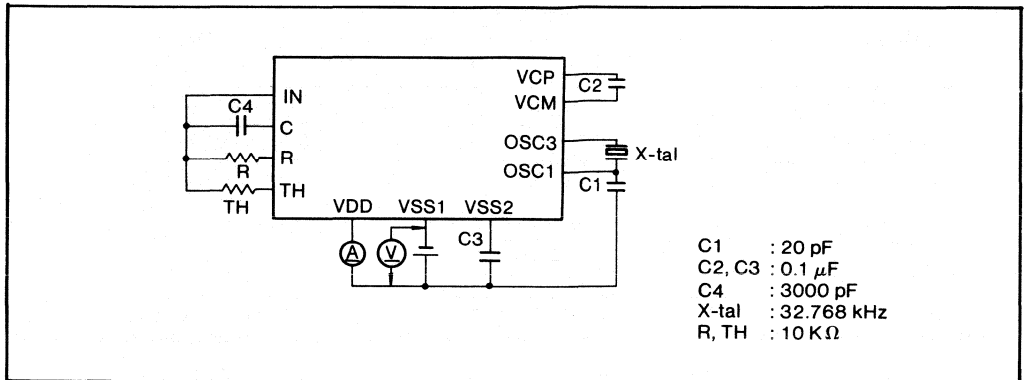 VCP
C2
VCM
IN
C4
C
OSC3
X-tal
R
R
OSC1
C1
TH
TH
VDD VSS1 VSS2
A
V
C3
C1 : 20 pF
C2, C3 : 0.1 μF
C4 : 3000 pF
X-tal : 32.768 kHz
R, TH : 10 KΩ